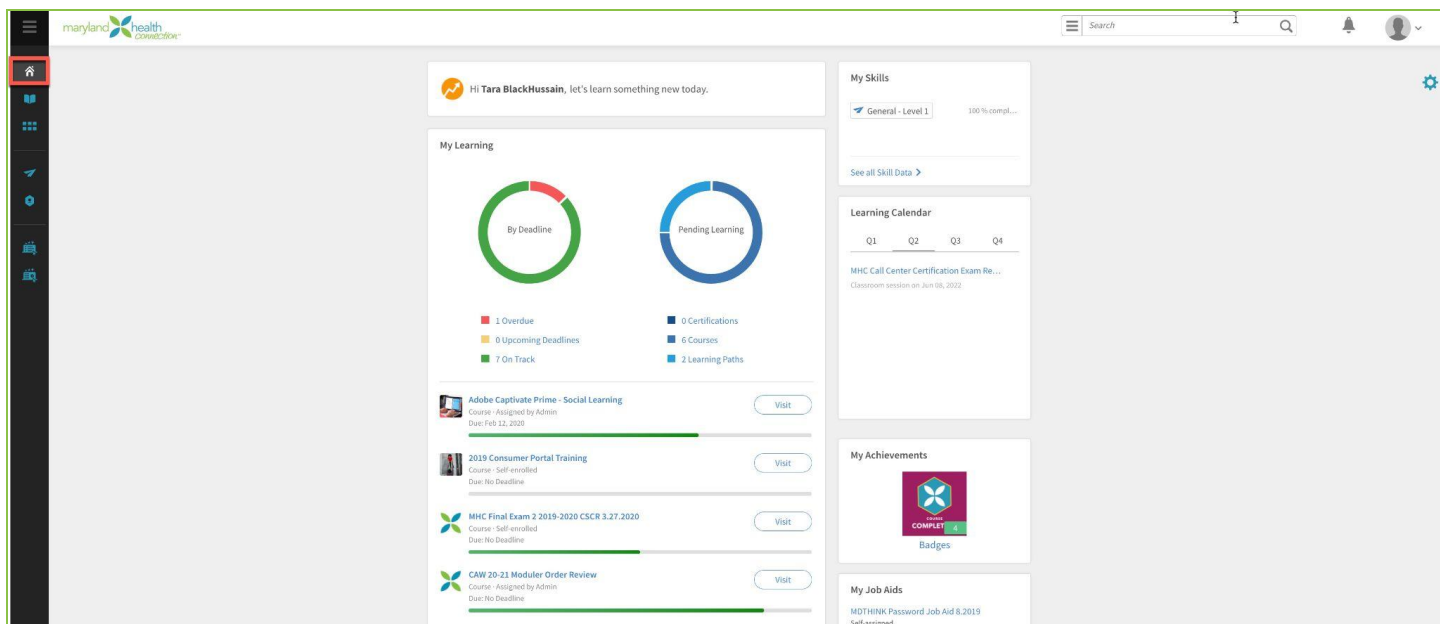 maryland health
connection
Search
Hi Tara BlackHussain, let's learn something new today.
My Learning
By Deadline
Pending Learning
1 Overdue
0 Upcoming Deadlines
7 On Track
0 Certifications
6 Courses
2 Learning Paths
Adobe Captivate Prime - Social Learning
Course - Assigned by Admin
Due: Feb 12, 2020
Visit
2019 Consumer Portal Training
Course - Self-enrolled
Due: No Deadline
Visit
MHC Final Exam 2 2019-2020 CSCR 3.27.2020
Course - Self-enrolled
Due: No Deadline
Visit
CAW 20-21 Moduler Order Review
Course - Assigned by Admin
Due: No Deadline
Visit
My Skills
General - Level 1
100 % compl...
See all Skill Data
Learning Calendar
Q1 Q2 Q3 Q4
MHC Call Center Certification Exam Re...
Classroom session on Jun 08, 2022
My Achievements
COURSE
COMPLET 4
Badges
My Job Aids
MDTHINK Password Job Aid 8.2019
Self-assigned